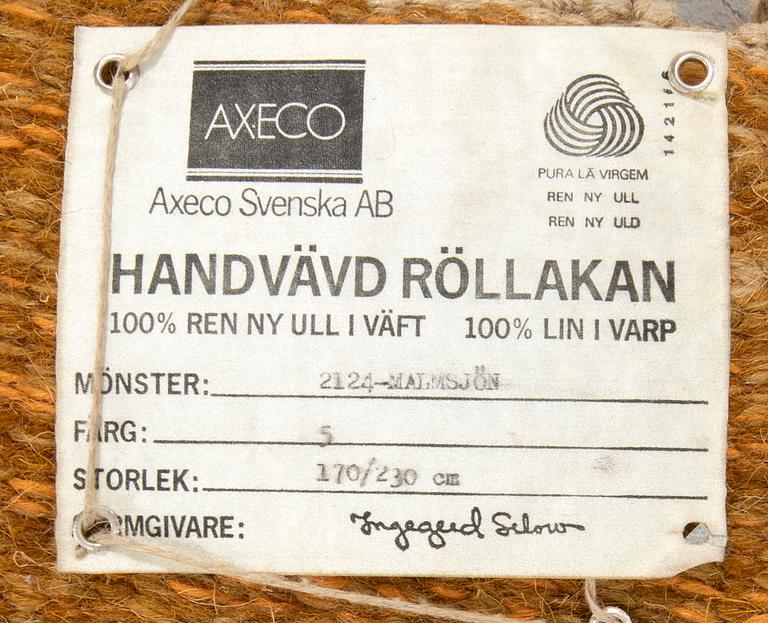 AXECO
Axeco Svenska AB
PURA LÃ VIRGEM
REN NY ULL
REN NY ULD
HANDVÄVD RÖLLAKAN
100% REN NY ULL I VÄFT 100% LIN I VARP
MÖNSTER: 2124-MALMSJÖN
FÄRG: 5
STORLEK: 170/230 cm
Ingegerd Silow